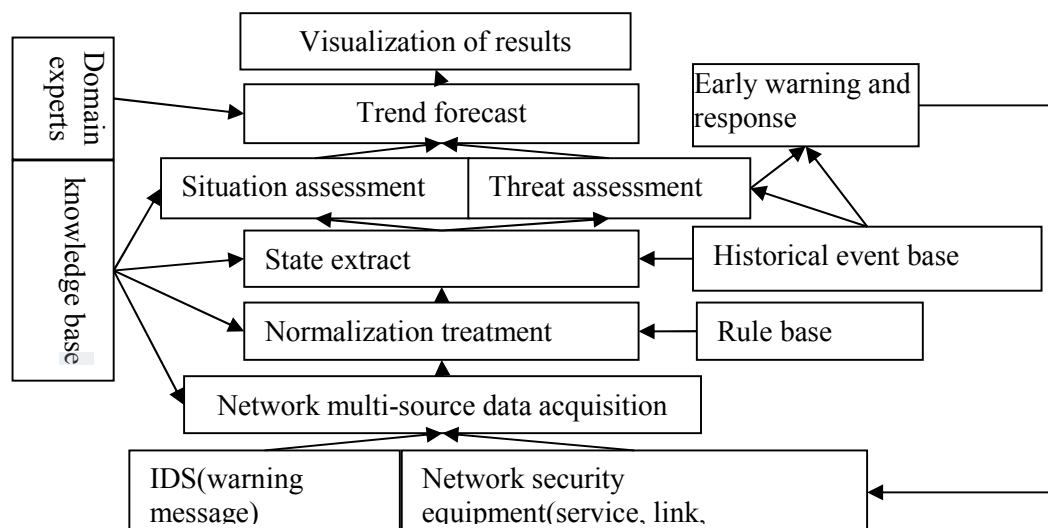 Visualization of results
Domain
experts
Trend forecast
Early warning and
response
knowledge base
Situation assessment
Threat assessment
State extract
Historical event base
Normalization treatment
Rule base
Network multi-source data acquisition
IDS(warning
message)
Network security
equipment(service, link,